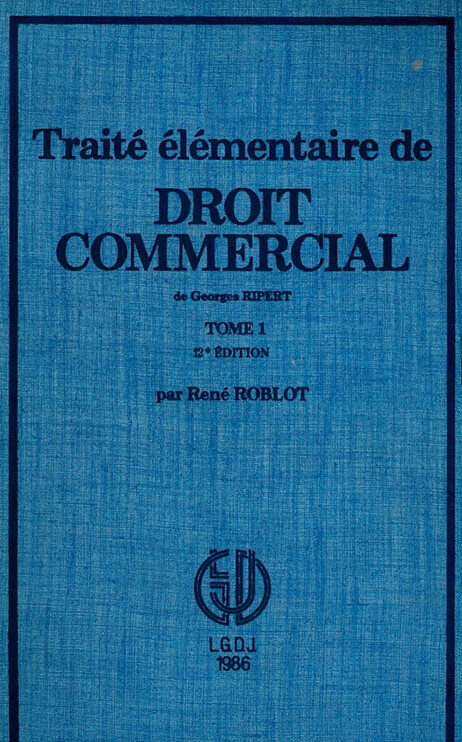 Traité élémentaire de
DROIT
COMMERCIAL
de Georges RIPERT
TOME 1
12e ÉDITION
par René ROBLOT
L.G.D.J.
1986